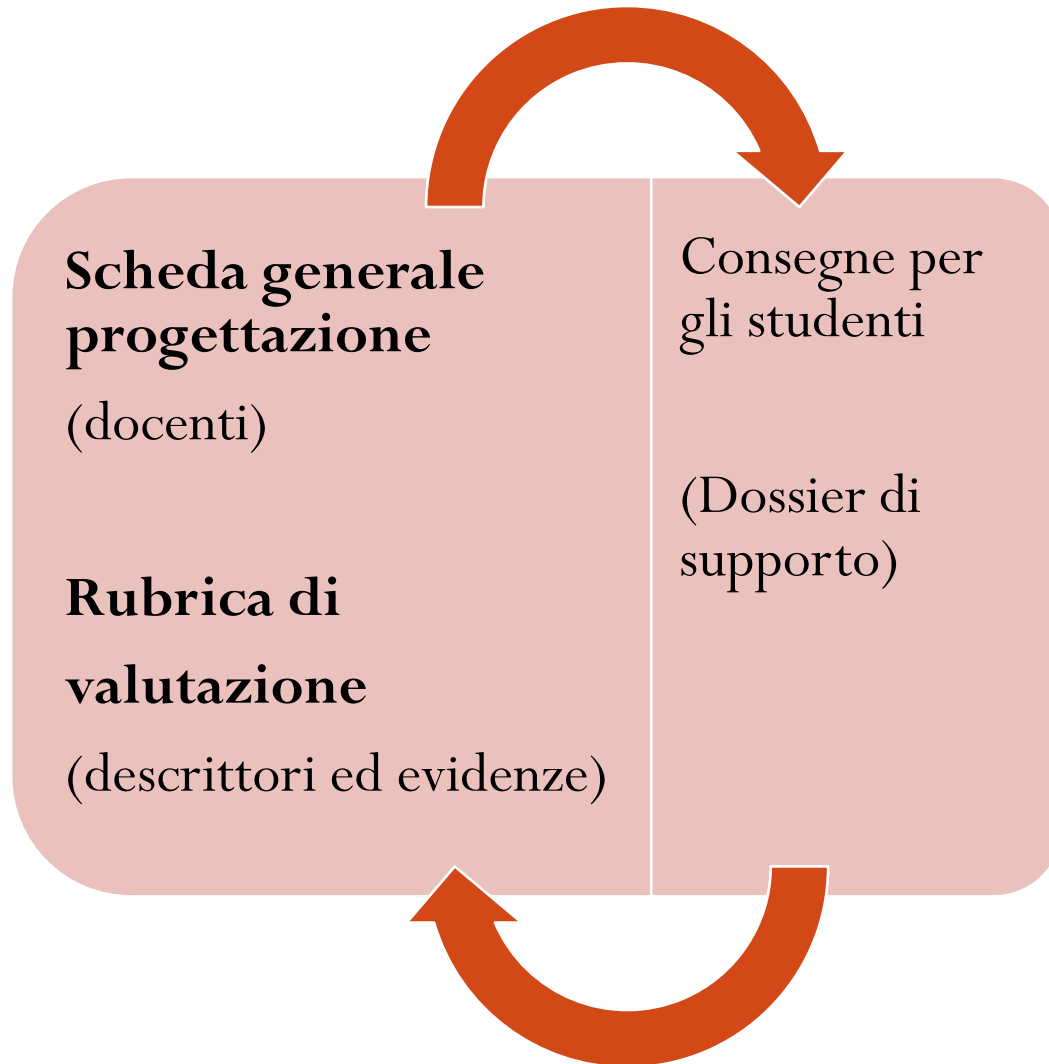 Scheda generale
progettazione
(docenti)
Rubrica di
valutazione
(descrittori ed evidenze)
Consegne per
gli studenti
(Dossier di
supporto)